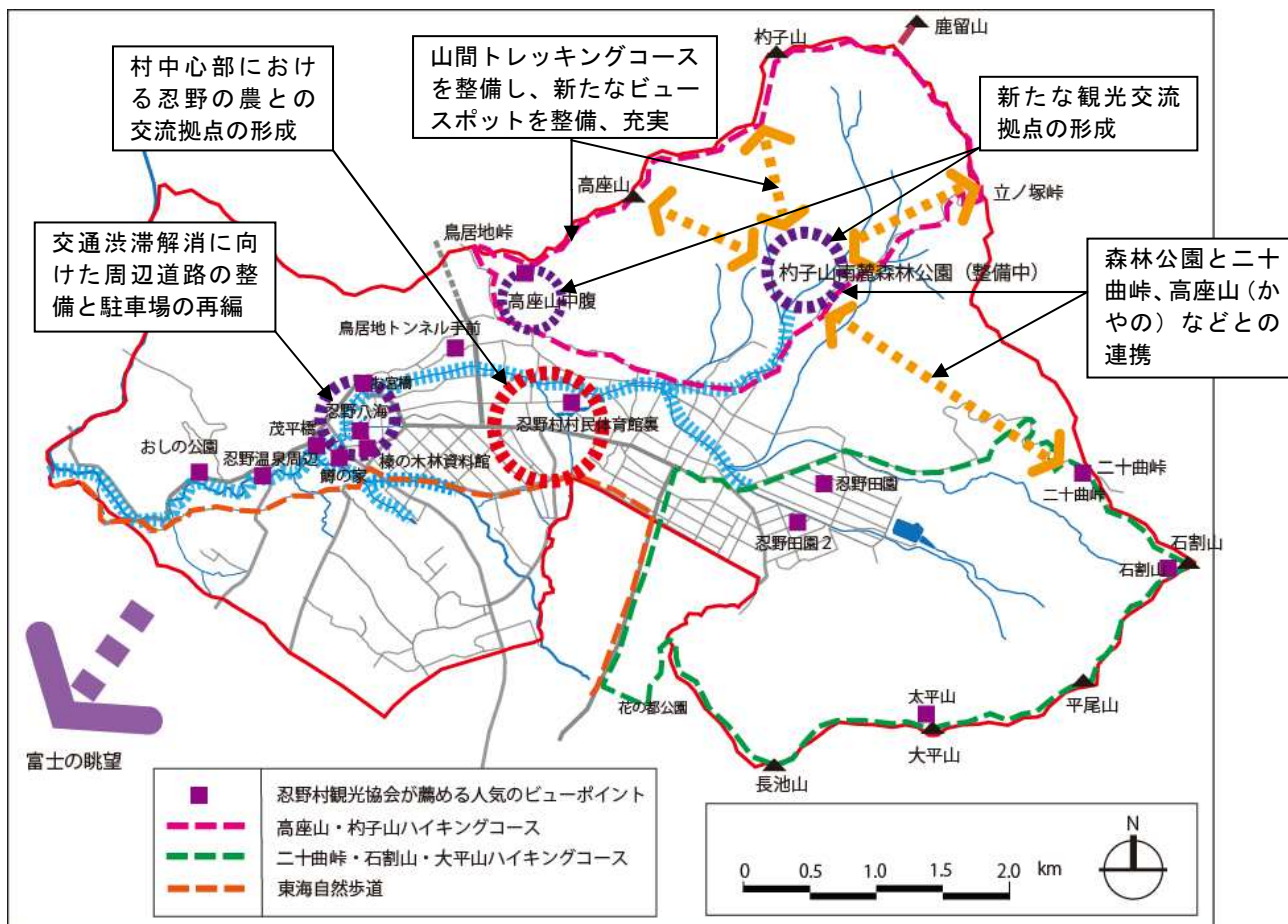 村中心部におけ
る忍野の農との
交流拠点の形成
山間トレッキングコース
を整備し、新たなビュー
スポットを整備、充実
新たな観光交流
拠点の形成
交通渋滞解消に向
けた周辺道路の整
備と駐車場の再編
森林公園と二十
曲峠、高座山（か
やの）などとの
連携
鹿留山
杓子山
高座山
立ノ塚峠
鳥居地峠
杓子山南麓森林公園（整備中）
高座山中腹
鳥居地トンネル手前
お宮橋
忍野八海
茂平橋
忍野村村民体育館裏
おしの公園
忍野温泉周辺
榛の木林資料館
鱒の家
二十曲峠
二十曲峠
忍野田園
忍野田園２
石割山
石割山
平尾山
太平山
大平山
花の都公園
長池山
富士の眺望
忍野村観光協会が薦める人気のビューポイント
高座山・杓子山ハイキングコース
二十曲峠・石割山・大平山ハイキングコース
東海自然歩道
N
0 0.5 1.0 1.5 2.0 km